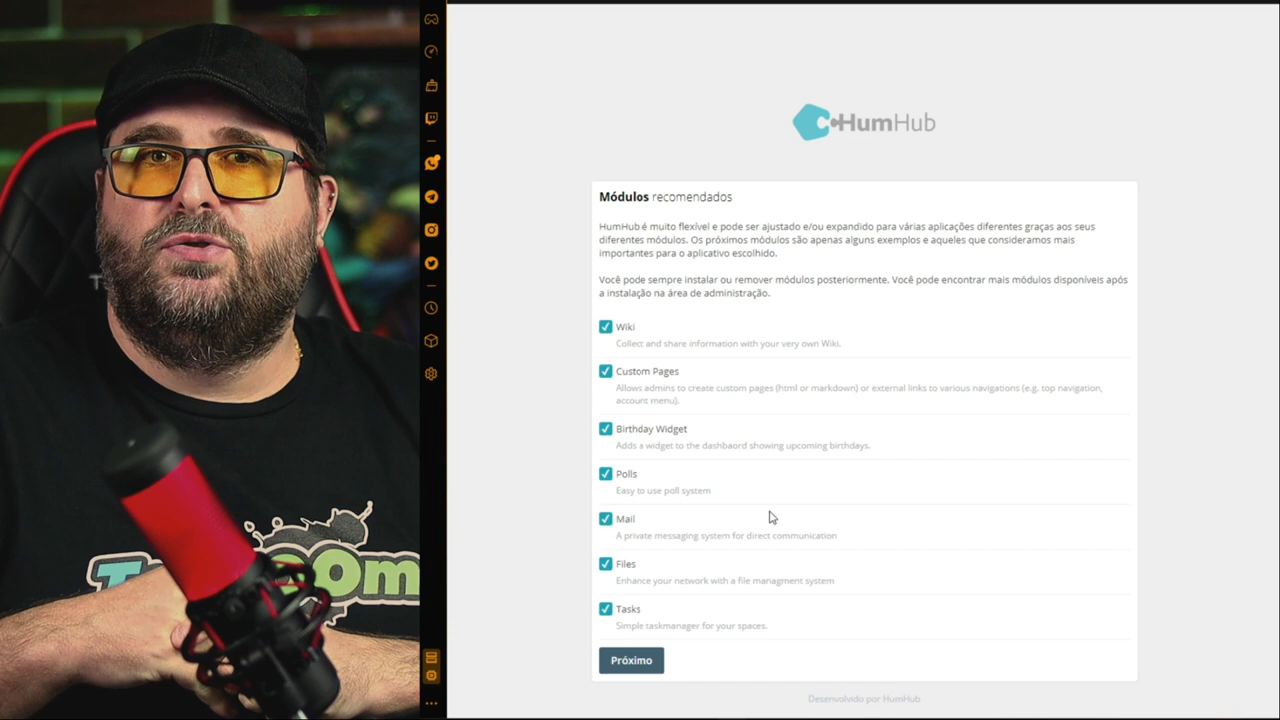 HumHub
Módulos recomendados
HumHub é muito flexível e pode ser ajustado e/ou expandido para várias aplicações diferentes graças aos seus
diferentes módulos. Os próximos módulos são apenas alguns exemplos e aqueles que consideramos mais
importantes para o aplicativo escolhido.
Você pode sempre instalar ou remover módulos posteriormente. Você pode encontrar mais módulos disponíveis após
a instalação na área de administração.
Wiki
Collect and share information with your very own Wiki.
Custom Pages
Allows admins to create custom pages (html or markdown) or external links to various navigations (e.g. top navigation,
account menu).
Birthday Widget
Adds a widget to the dashbaord showing upcoming birthdays.
Polls
Easy to use poll system
Mail
A private messaging system for direct communication
Files
Enhance your network with a file managment system
Tasks
Simple taskmanager for your spaces.
Próximo
Desenvolvido por HumHub